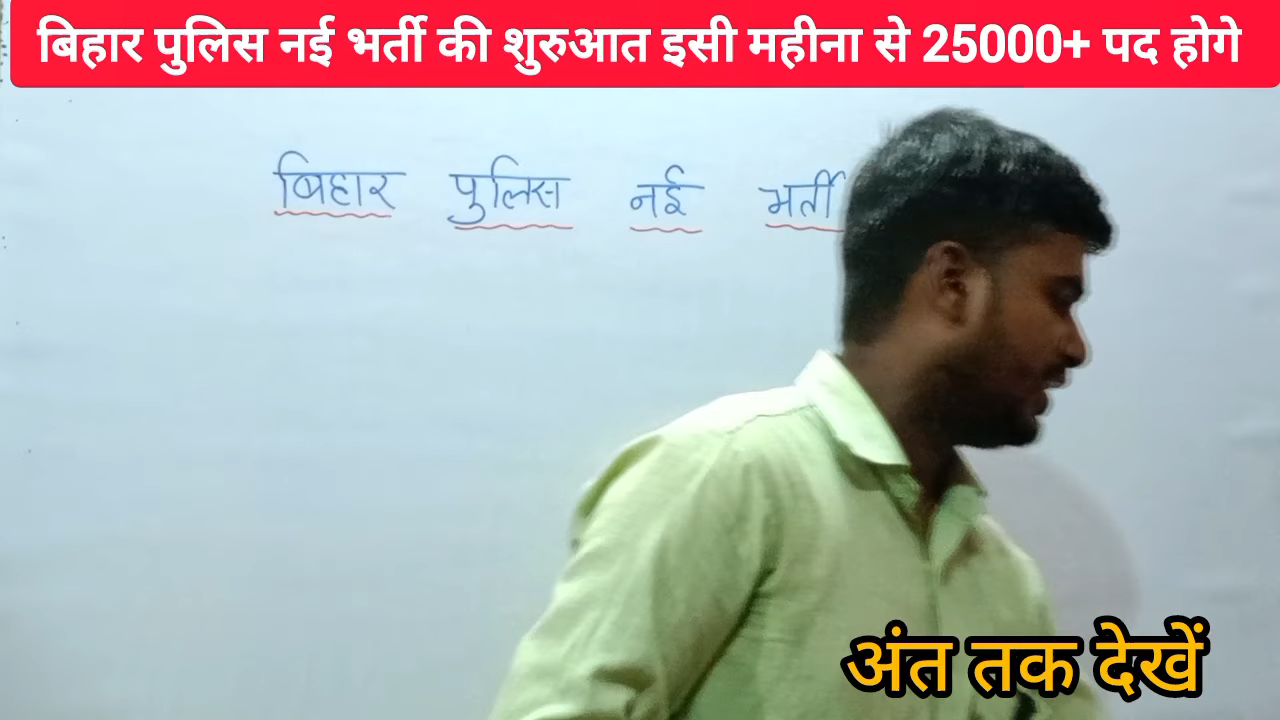 बिहार पुलिस नई भर्ती की शुरुआत इसी महीना से 25000+ पद होगे
बिहार पुलिस नई भर्ती
अंत तक देखें